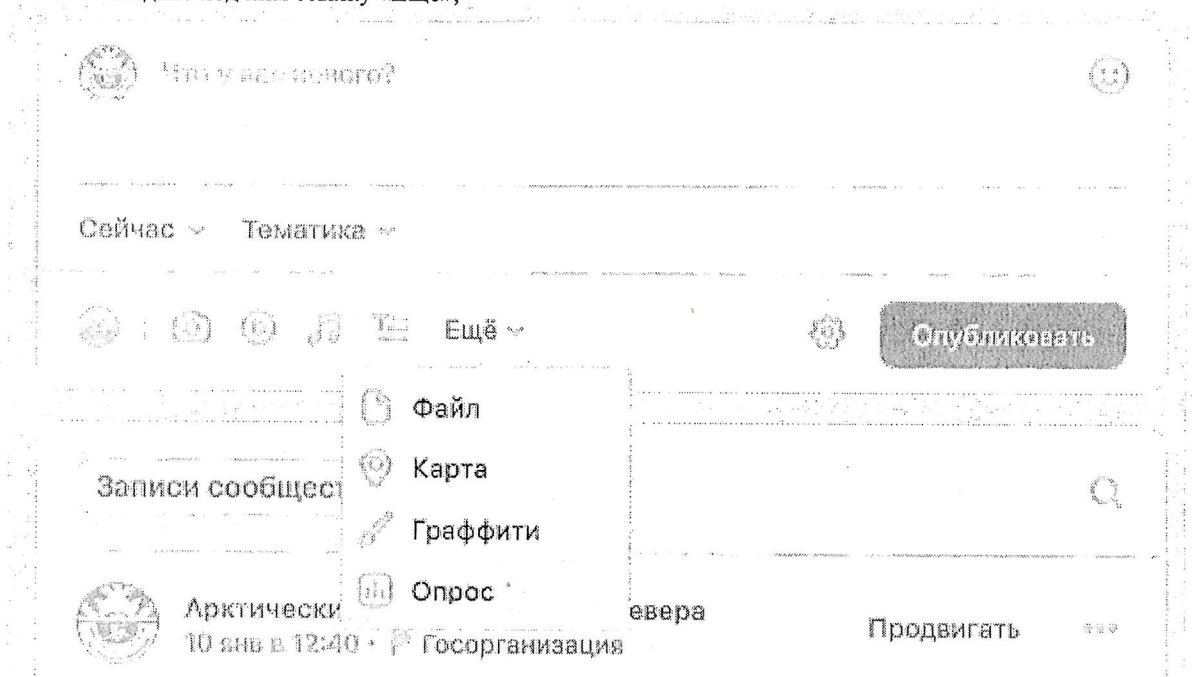 «Ещё»,
Что у вас нового?
Сейчас Тематика
Ещё Опубликовать
Файл
Карта
Записи сообщест
Граффити
Опрос
Арктически евера
Продвигать
10 янв в 12:40 · Госорганизация